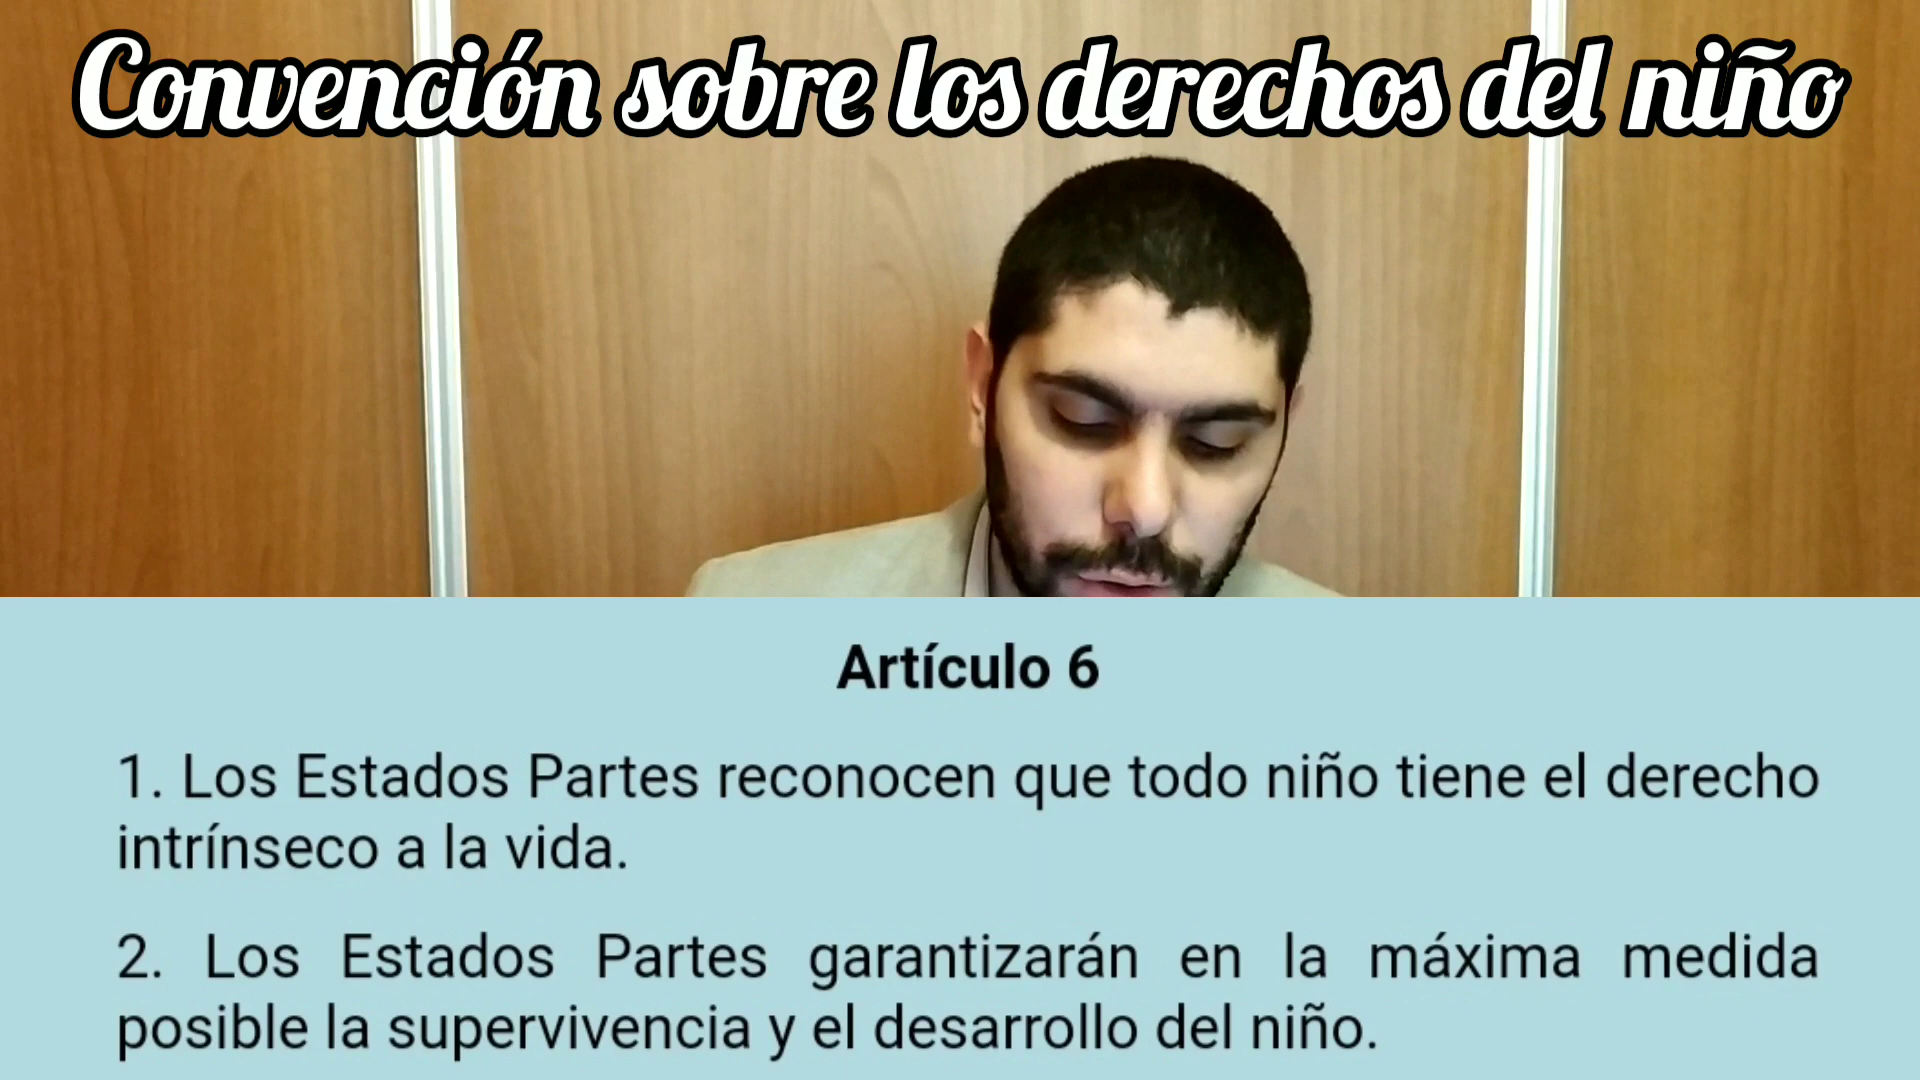 Convención sobre los derechos del niño
Artículo 6
1. Los Estados Partes reconocen que todo niño tiene el derecho
intrínseco a la vida.
2. Los Estados Partes garantizarán en la máxima medida
posible la supervivencia y el desarrollo del niño.